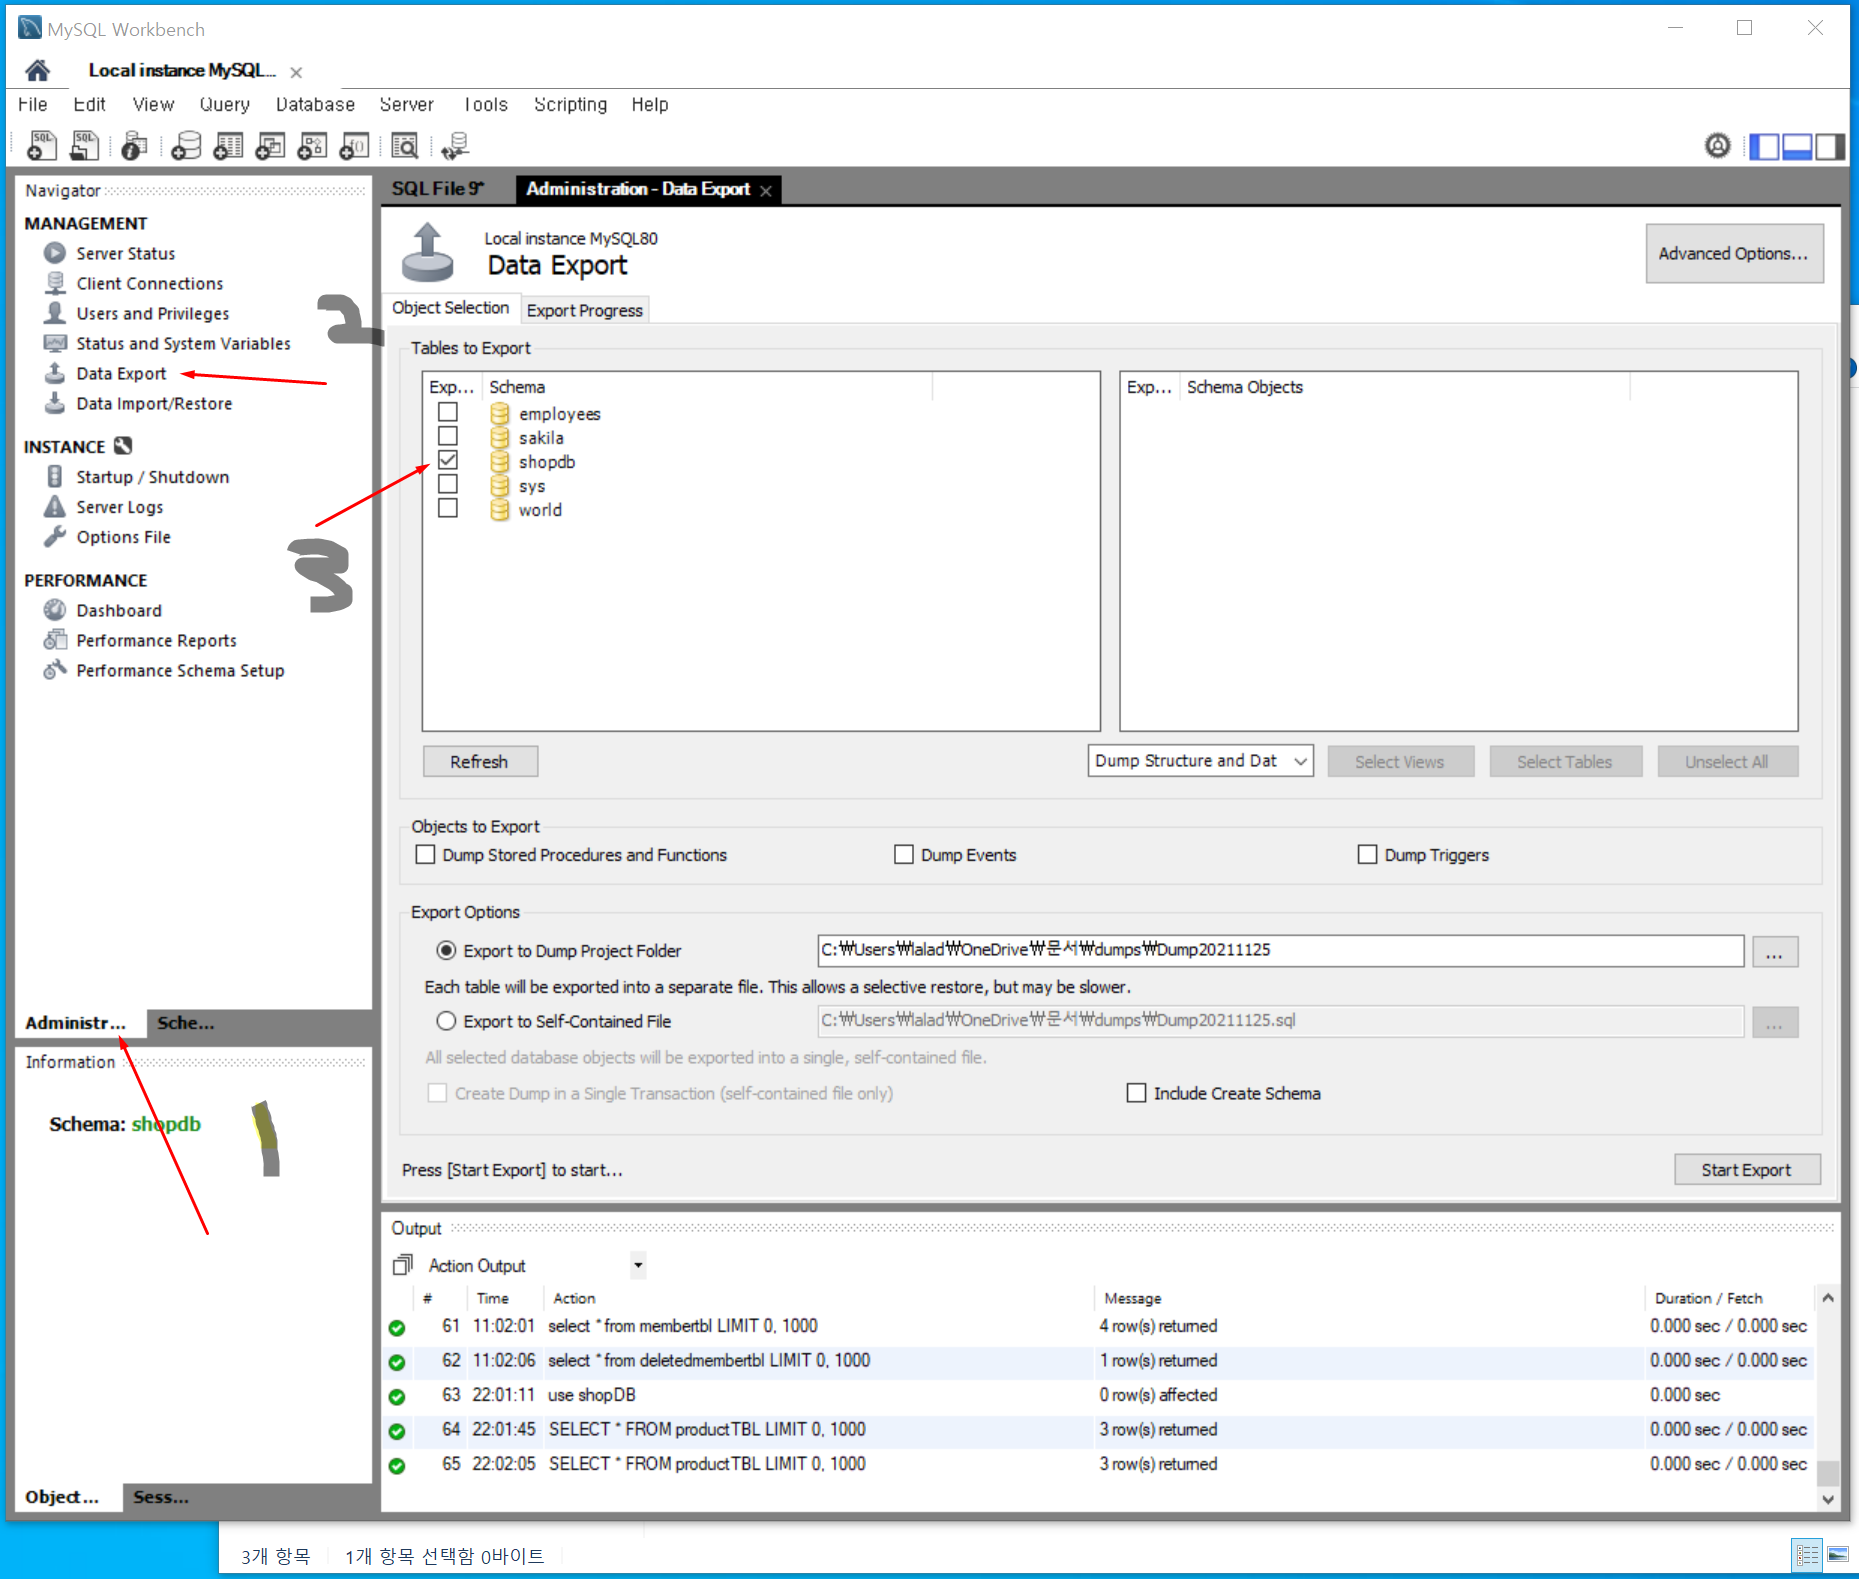 MySQL Workbench
Local instance MySQL... ×
File Edit View Query Database Server Tools Scripting Help
Navigator
MANAGEMENT
Server Status
Client Connections
Users and Privileges
Status and System Variables
Data Export
Data Import/Restore
2
INSTANCE
Startup / Shutdown
Server Logs
Options File
3
PERFORMANCE
Dashboard
Performance Reports
Performance Schema Setup
Administr... Sche...
Information
Schema: shopdb
1
Object... Sess...
SQL File 9* Administration - Data Export ×
Local instance MySQL80
Data Export
Advanced Options...
Object Selection Export Progress
Tables to Export
Exp... Schema
employees
sakila
shopdb
sys
world
Exp... Schema Objects
Refresh Dump Structure and Dat Select Views Select Tables Unselect All
Objects to Export
Dump Stored Procedures and Functions Dump Events Dump Triggers
Export Options
Export to Dump Project Folder C:₩Users₩lalad₩OneDrive₩문서₩dumps₩Dump20211125 ...
Each table will be exported into a separate file. This allows a selective restore, but may be slower.
Export to Self-Contained File C:₩Users₩lalad₩OneDrive₩문서₩dumps₩Dump20211125.sql ...
All selected database objects will be exported into a single, self-contained file.
Create Dump in a Single Transaction (self-contained file only) Include Create Schema
Press [Start Export] to start... Start Export
Output
Action Output
# Time Action Message Duration / Fetch
61 11:02:01 select * from membertbl LIMIT 0, 1000 4 row(s) returned 0.000 sec / 0.000 sec
62 11:02:06 select * from deletedmembertbl LIMIT 0, 1000 1 row(s) returned 0.000 sec / 0.000 sec
63 22:01:11 use shopDB 0 row(s) affected 0.000 sec
64 22:01:45 SELECT * FROM productTBL LIMIT 0, 1000 3 row(s) returned 0.000 sec / 0.000 sec
65 22:02:05 SELECT * FROM productTBL LIMIT 0, 1000 3 row(s) returned 0.000 sec / 0.000 sec
3개 항목 1개 항목 선택함 0바이트